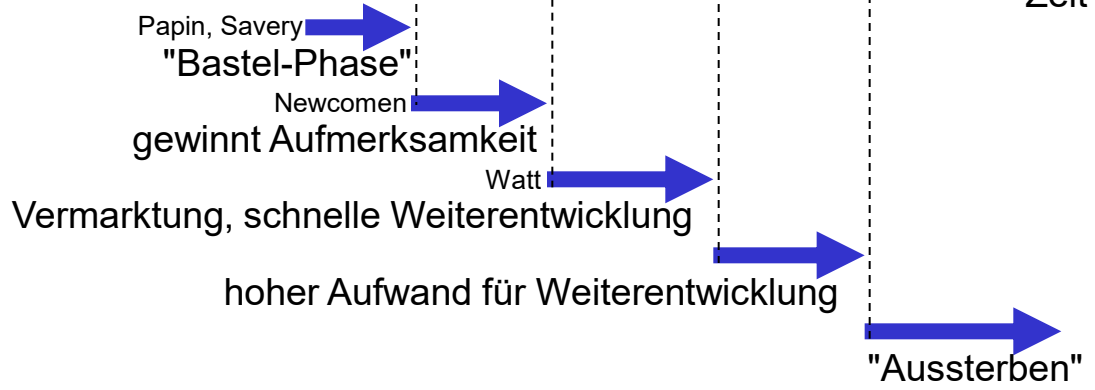 Zeit
Papin, Savery
"Bastel-Phase"
Newcomen
gewinnt Aufmerksamkeit
Watt
Vermarktung, schnelle Weiterentwicklung
hoher Aufwand für Weiterentwicklung
"Aussterben"